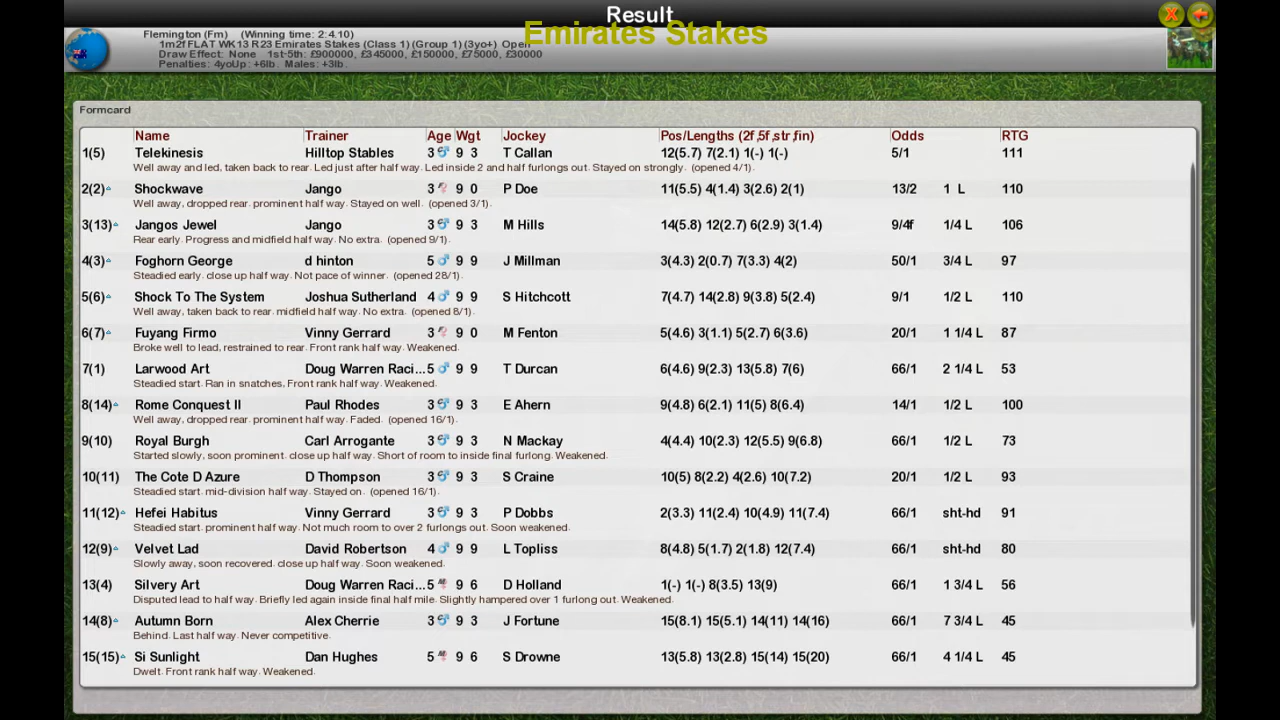 Result
Emirates Stakes
Flemington (Fm) (Winning time: 2:4.10)
1m2f FLAT WK13 R23 Emirates Stakes (Class 1) (Group 1) (3yo+) Open
Draw Effect: None 1st-5th: £900000, £345000, £150000, £75000, £30000
Penalties: 4yoUp: +6lb. Males: +3lb.
Formcard
Name Trainer Age Wgt Jockey Pos/Lengths (2f,5f,str,fin) Odds RTG
1(5) Telekinesis Hilltop Stables 3 9 3 T Callan 12(5.7) 7(2.1) 1(-) 1(-) 5/1 111
Well away and led, taken back to rear. Led just after half way. Led inside 2 and half furlongs out. Stayed on strongly. (opened 4/1).
2(2) Shockwave Jango 3 9 0 P Doe 11(5.5) 4(1.4) 3(2.6) 2(1) 13/2 1 L 110
Well away, dropped rear. prominent half way. Stayed on well. (opened 3/1).
3(13) Jangos Jewel Jango 3 9 3 M Hills 14(5.8) 12(2.7) 6(2.9) 3(1.4) 9/4f 1/4 L 106
Rear early. Progress and midfield half way. No extra. (opened 9/1).
4(3) Foghorn George d hinton 5 9 9 J Millman 3(4.3) 2(0.7) 7(3.3) 4(2) 50/1 3/4 L 97
Steadied early. close up half way. Not pace of winner. (opened 28/1).
5(6) Shock To The System Joshua Sutherland 4 9 9 S Hitchcott 7(4.7) 14(2.8) 9(3.8) 5(2.4) 9/1 1/2 L 110
Well away, taken back to rear. midfield half way. No extra. (opened 8/1).
6(7) Fuyang Firmo Vinny Gerrard 3 9 0 M Fenton 5(4.6) 3(1.1) 5(2.7) 6(3.6) 20/1 1 1/4 L 87
Broke well to lead, restrained to rear. Front rank half way. Weakened.
7(1) Larwood Art Doug Warren Raci... 5 9 9 T Durcan 6(4.6) 9(2.3) 13(5.8) 7(6) 66/1 2 1/4 L 53
Steadied start. Ran in snatches, Front rank half way. Weakened.
8(14) Rome Conquest II Paul Rhodes 3 9 3 E Ahern 9(4.8) 6(2.1) 11(5) 8(6.4) 14/1 1/2 L 100
Well away, dropped rear. prominent half way. Faded. (opened 16/1).
9(10) Royal Burgh Carl Arrogante 3 9 3 N Mackay 4(4.4) 10(2.3) 12(5.5) 9(6.8) 66/1 1/2 L 73
Started slowly, soon prominent. close up half way. Short of room to inside final furlong. Weakened.
10(11) The Cote D Azure D Thompson 3 9 3 S Craine 10(5) 8(2.2) 4(2.6) 10(7.2) 20/1 1/2 L 93
Steadied start. mid-division half way. Stayed on. (opened 16/1).
11(12) Hefei Habitus Vinny Gerrard 3 9 3 P Dobbs 2(3.3) 11(2.4) 10(4.9) 11(7.4) 66/1 sht-hd 91
Steadied start. prominent half way. Not much room to over 2 furlongs out. Soon weakened.
12(9) Velvet Lad David Robertson 4 9 9 L Topliss 8(4.8) 5(1.7) 2(1.8) 12(7.4) 66/1 sht-hd 80
Slowly away, soon recovered. close up half way. Soon weakened.
13(4) Silvery Art Doug Warren Raci... 5 9 6 D Holland 1(-) 1(-) 8(3.5) 13(9) 66/1 1 3/4 L 56
Disputed lead to half way. Briefly led again inside final half mile. Slightly hampered over 1 furlong out. Weakened.
14(8) Autumn Born Alex Cherrie 3 9 3 J Fortune 15(8.1) 15(5.1) 14(11) 14(16) 66/1 7 3/4 L 45
Behind. Last half way. Never competitive.
15(15) Si Sunlight Dan Hughes 5 9 6 S Drowne 13(5.8) 13(2.8) 15(14) 15(20) 66/1 4 1/4 L 45
Dwelt. Front rank half way. Weakened.